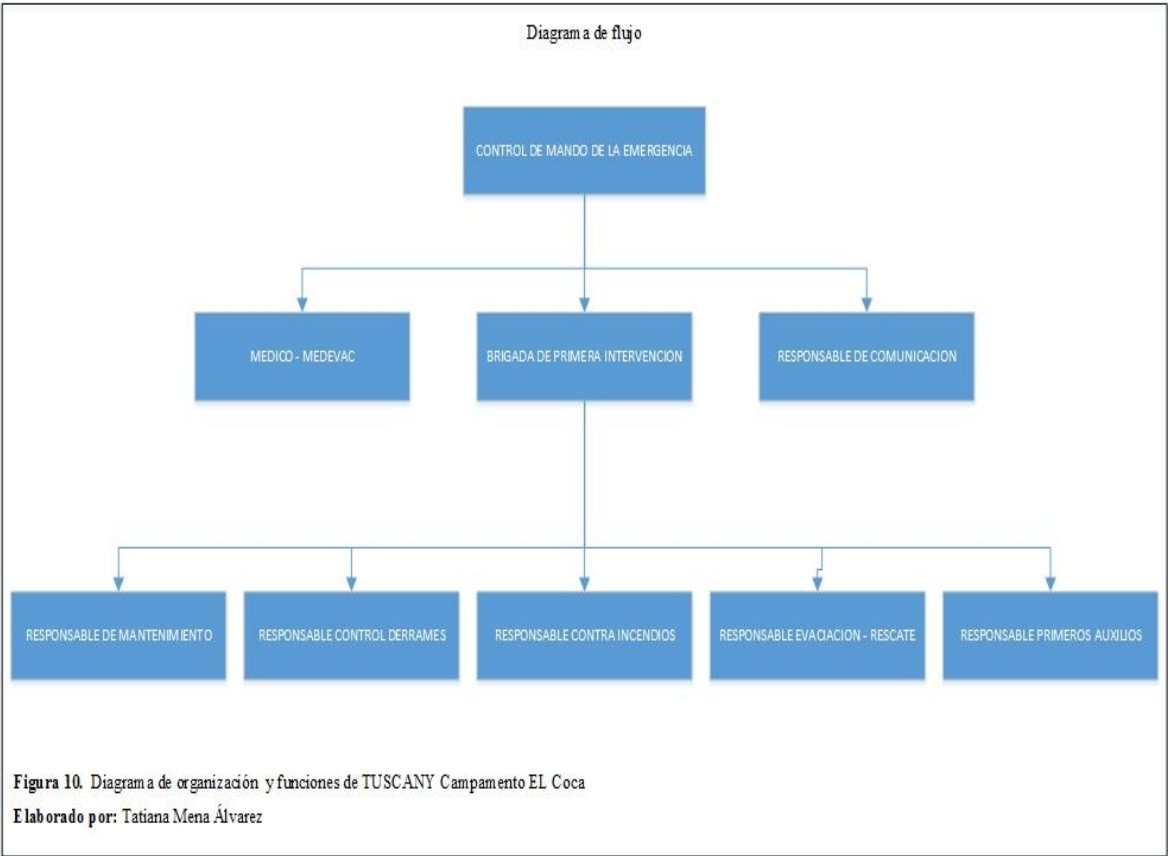 Diagrama de flujo
CONTROL DE MANDO DE LA EMERGENCIA
MEDICO - MEDEVAC
BRIGADA DE PRIMERA INTERVENCION
RESPONSABLE DE COMUNICACION
RESPONSABLE DE MANTENIMIENTO
RESPONSABLE CONTROL DERRAMES
RESPONSABLE CONTRA INCENDIOS
RESPONSABLE EVACIACION - RESCATE
RESPONSABLE PRIMEROS AUXILIOS
Figura 10. Diagrama de organización y funciones de TUSCANY Campamento EL Coca
Elaborado por: Tatiana Mena Álvarez